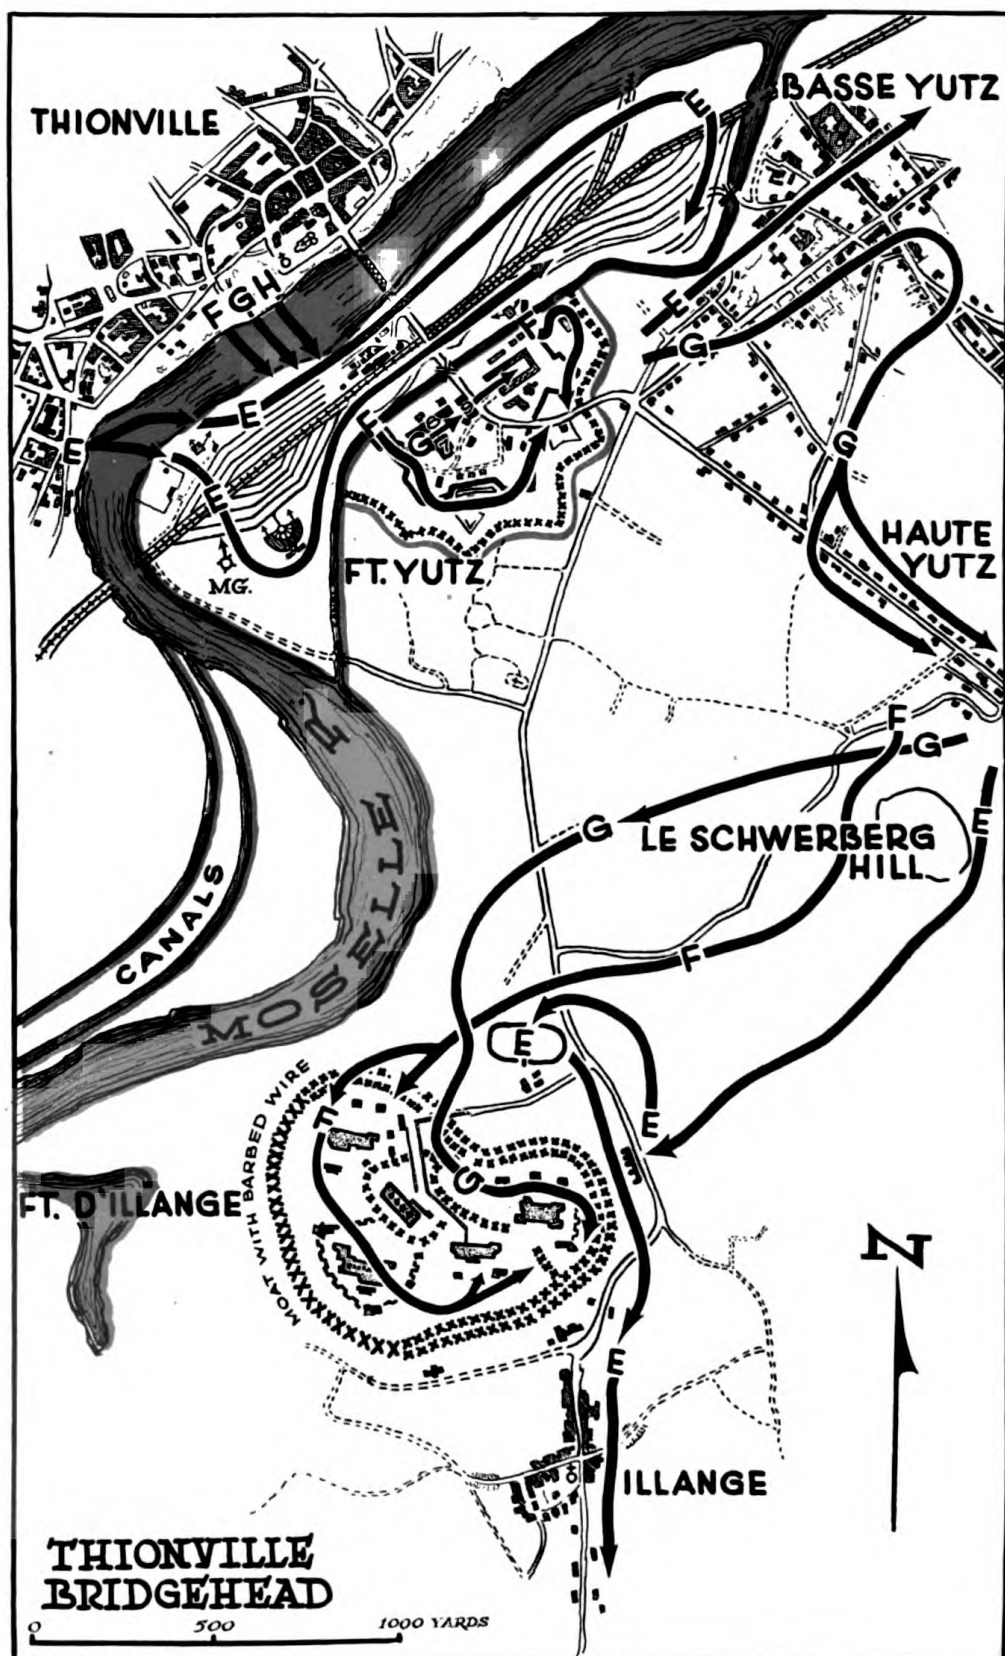 BASSE YUTZ
THIONVILLE
E
F G H
E
E
F
G
E
E
E
G
G
HAUTE
YUTZ
FT. YUTZ
MG.
R.
MOSELLE
CANALS
F
G
E
G
LE SCHWERBERG
HILL
F
E
E
MOAT WITH BARBED WIRE
F
G
FT. D'ILLANGE
N
E
ILLANGE
THIONVILLE
BRIDGEHEAD
0 500 1000 YARDS